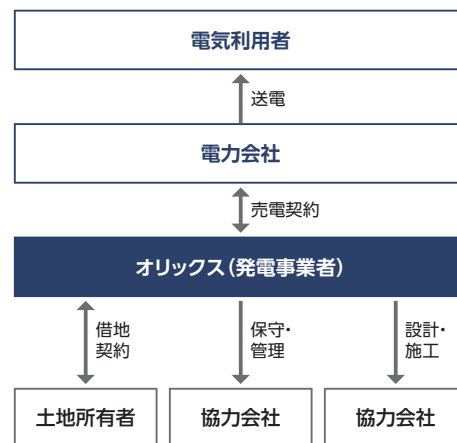 電気利用者
送電
電力会社
売電契約
オリックス（発電事業者）
借地
契約
保守・
管理
設計・
施工
土地所有者
協力会社
協力会社